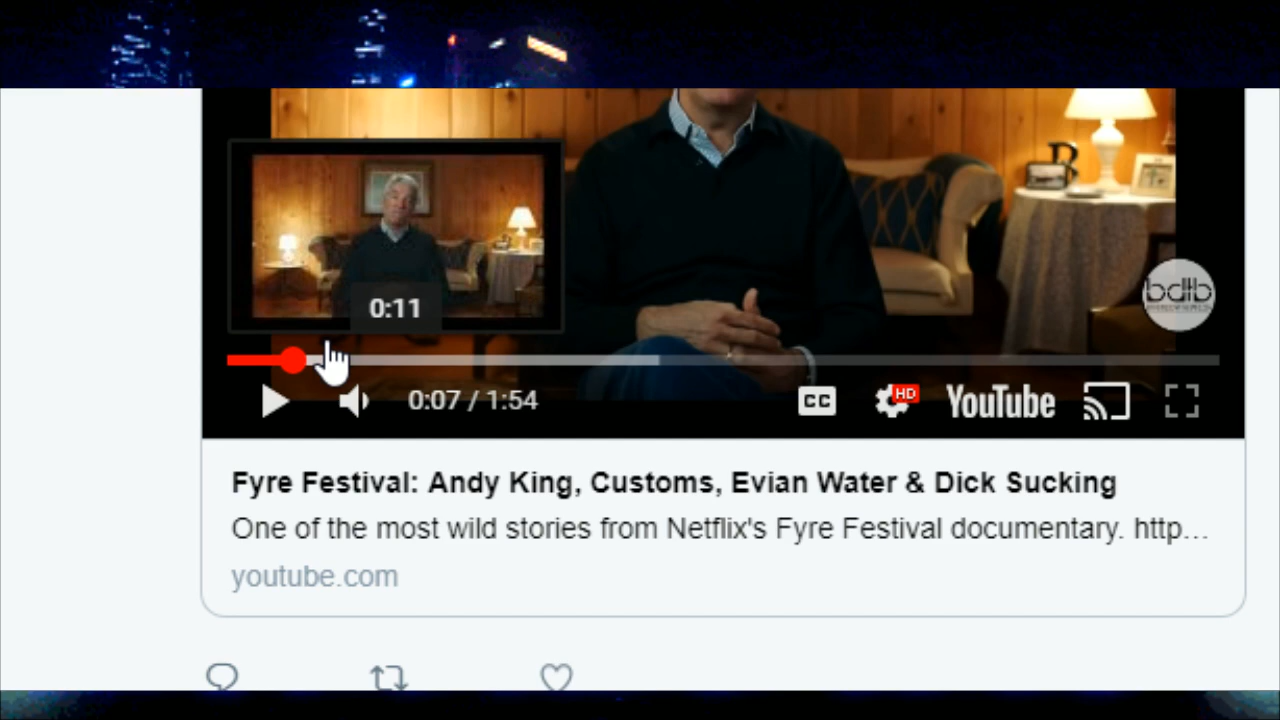 0:11
0:07 / 1:54
CC
HD
YouTube
bdtb
Fyre Festival: Andy King, Customs, Evian Water & Dick Sucking
One of the most wild stories from Netflix's Fyre Festival documentary. http...
youtube.com